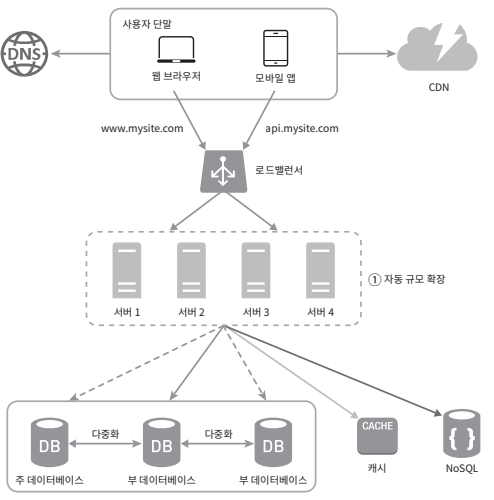 사용자 단말
DNS
웹 브라우저
모바일 앱
CDN
www.mysite.com
api.mysite.com
로드밸런서
① 자동 규모 확장
서버 1
서버 2
서버 3
서버 4
CACHE
DB
다중화
DB
다중화
DB
{ }
주 데이터베이스
부 데이터베이스
부 데이터베이스
캐시
NoSQL